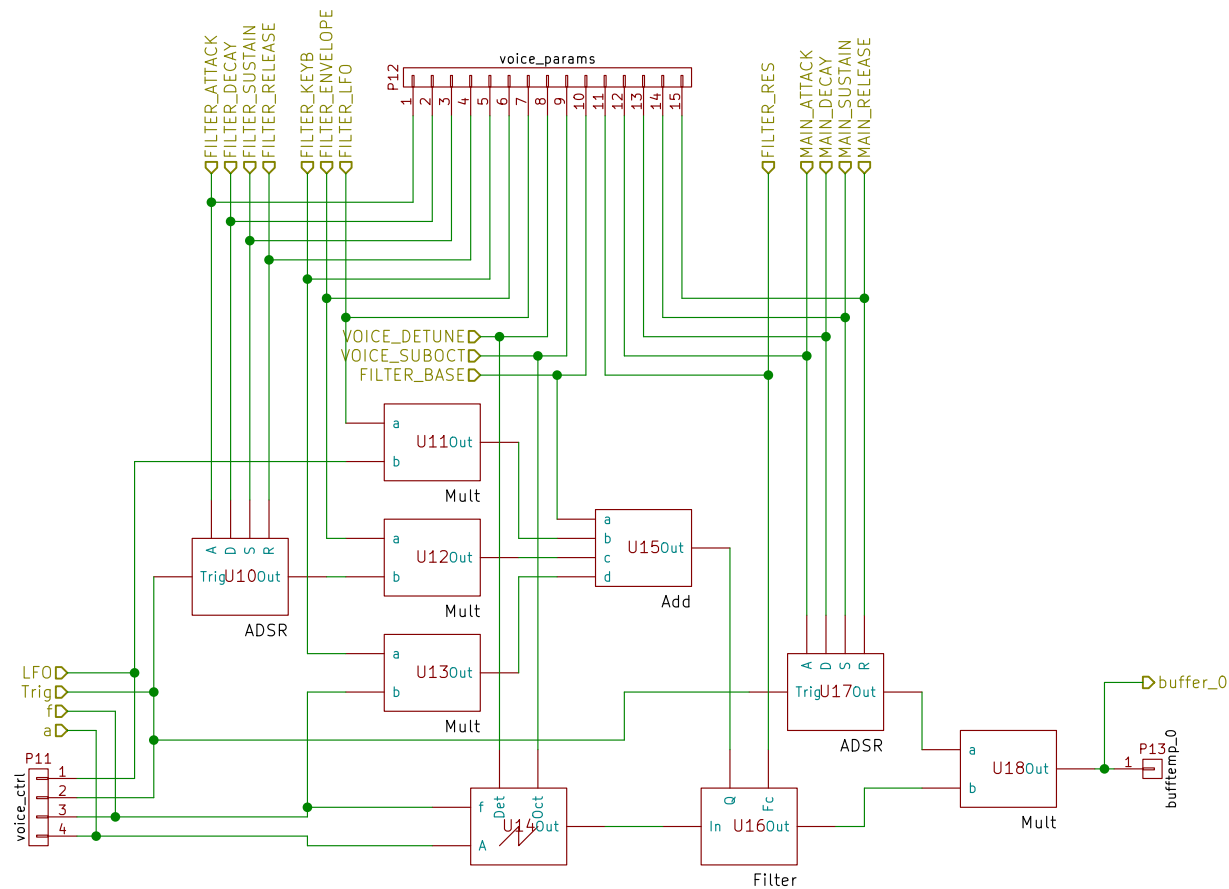 FILTER_ATTACK
FILTER_DECAY
FILTER_SUSTAIN
FILTER_RELEASE
FILTER_KEYB
FILTER_ENVELOPE
FILTER_LFO
voice_params
P12
1 2 3 4 5 6 7 8 9 10 11 12 13 14 15
FILTER_RES
MAIN_ATTACK
MAIN_DECAY
MAIN_SUSTAIN
MAIN_RELEASE
VOICE_DETUNE
VOICE_SUBOCT
FILTER_BASE
a
U11 Out
b
Mult
a
U12 Out
b
Mult
a
b
U15 Out
c
d
Add
A D S R
Trig U10 Out
ADSR
a
U13 Out
b
Mult
A D S R
Trig U17 Out
ADSR
LFO
Trig
f
a
P11
voice_ctrl
1
2
3
4
Det Oct
f
U14 Out
A
Q Fc
In U16 Out
Filter
a
U18 Out
b
Mult
buffer_0
P13
1
bufftemp_0